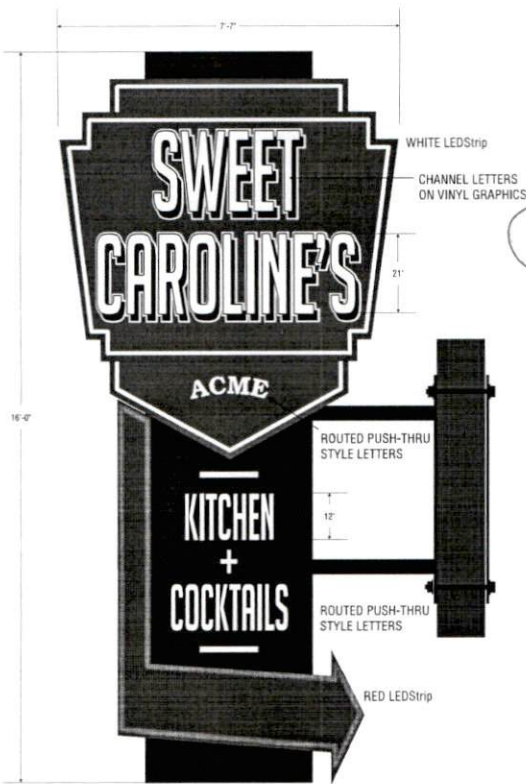 7'-7"
SWEET
CAROLINE'S
ACME
KITCHEN
+
COCKTAILS
16'-0"
WHITE LEDStrip
CHANNEL LETTERS
ON VINYL GRAPHICS
21'
ROUTED PUSH-THRU
STYLE LETTERS
12'
ROUTED PUSH-THRU
STYLE LETTERS
RED LEDStrip